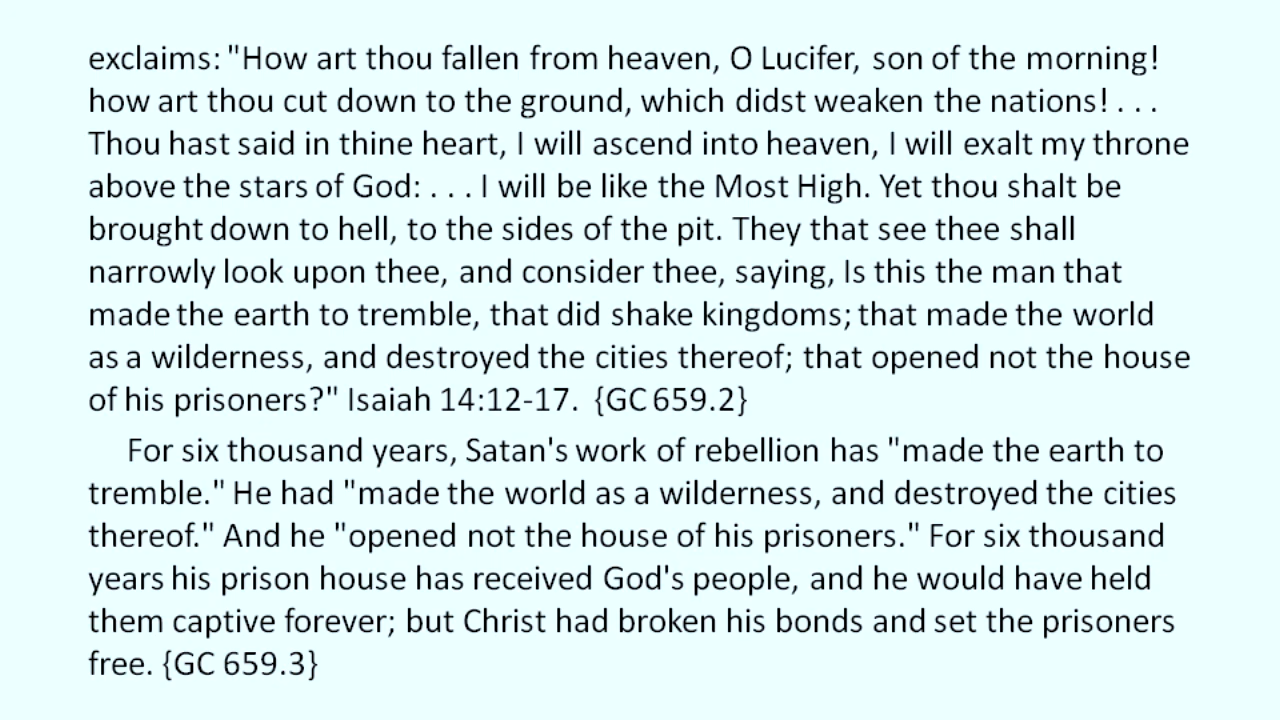 exclaims: "How art thou fallen from heaven, O Lucifer, son of the morning!
how art thou cut down to the ground, which didst weaken the nations! . . .
Thou hast said in thine heart, I will ascend into heaven, I will exalt my throne
above the stars of God: . . . I will be like the Most High. Yet thou shalt be
brought down to hell, to the sides of the pit. They that see thee shall
narrowly look upon thee, and consider thee, saying, Is this the man that
made the earth to tremble, that did shake kingdoms; that made the world
as a wilderness, and destroyed the cities thereof; that opened not the house
of his prisoners?" Isaiah 14:12-17. {GC 659.2}
For six thousand years, Satan's work of rebellion has "made the earth to
tremble." He had "made the world as a wilderness, and destroyed the cities
thereof." And he "opened not the house of his prisoners." For six thousand
years his prison house has received God's people, and he would have held
them captive forever; but Christ had broken his bonds and set the prisoners
free. {GC 659.3}